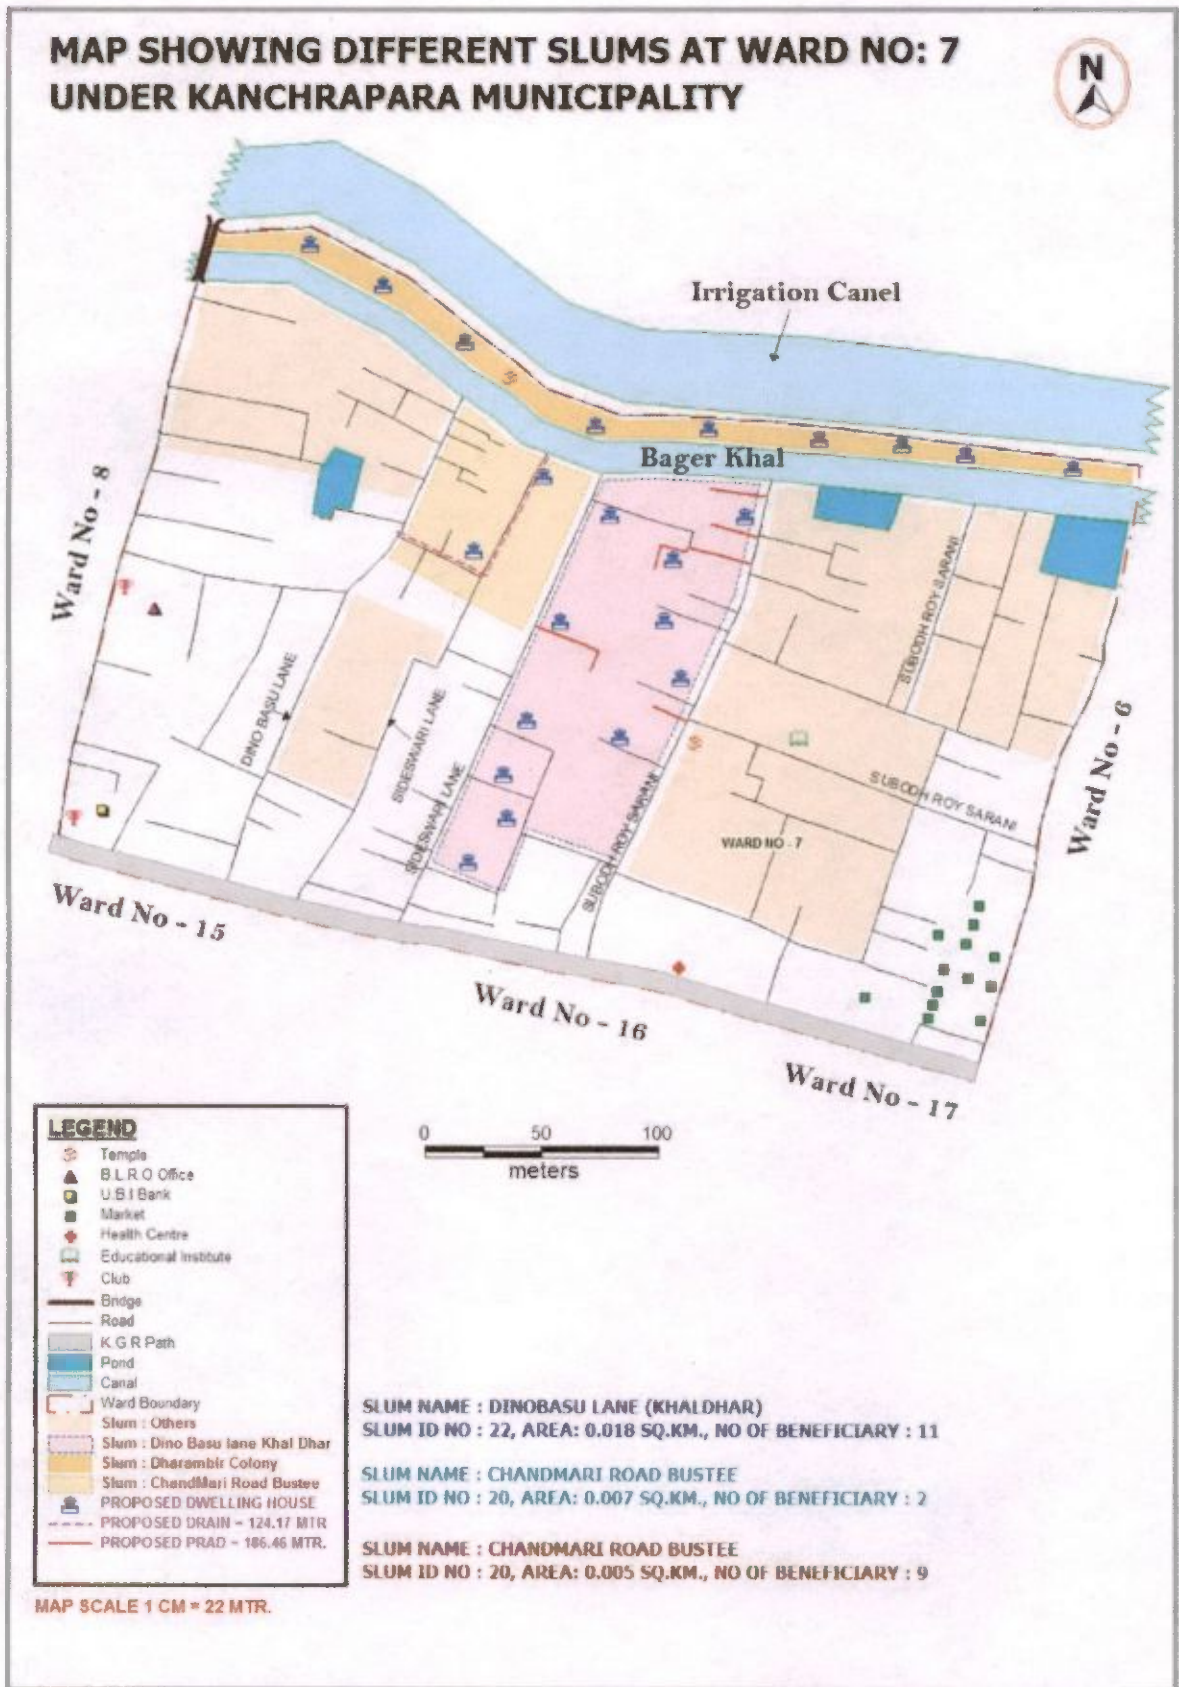 MAP SHOWING DIFFERENT SLUMS AT WARD NO: 7
UNDER KANCHRAPARA MUNICIPALITY
N
Irrigation Canel
Bager Khal
Ward No - 8
SUBODH ROY SARANI
DINO BASU LANE
SIDESWARI LANE
SIDESWARI LANE
SUBODH ROY SARANI
SUBODH ROY SARANI
WARD NO - 7
Ward No - 6
Ward No - 15
Ward No - 16
Ward No - 17
0 50 100
meters
LEGEND
Temple
B.L.R.O Office
U.B.I Bank
Market
Health Centre
Educational Institute
Club
Bridge
Road
K.G.R Path
Pond
Canal
Ward Boundary
Slum : Others
Slum : Dino Basu lane Khal Dhar
Slum : Dharambir Colony
Slum : ChandMari Road Bustee
PROPOSED DWELLING HOUSE
PROPOSED DRAIN - 124.17 MTR
PROPOSED PRAD - 186.46 MTR.
MAP SCALE 1 CM = 22 MTR.
SLUM NAME : DINOBASU LANE (KHALDHAR)
SLUM ID NO : 22, AREA: 0.018 SQ.KM., NO OF BENEFICIARY : 11
SLUM NAME : CHANDMARI ROAD BUSTEE
SLUM ID NO : 20, AREA: 0.007 SQ.KM., NO OF BENEFICIARY : 2
SLUM NAME : CHANDMARI ROAD BUSTEE
SLUM ID NO : 20, AREA: 0.005 SQ.KM., NO OF BENEFICIARY : 9